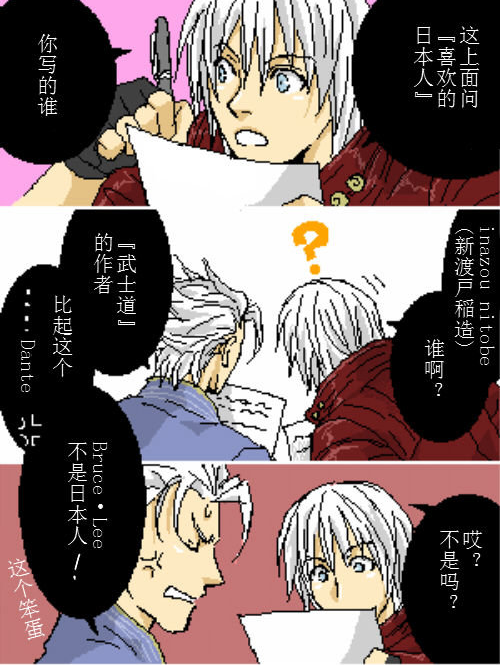 这上面问
『喜欢的
日本人』
你写的谁
inazou nitobe
(新渡戸稲造)
谁啊？
『武士道』
的作者
比起这个
……Dante
Bruce·Lee
不是日本人！
这个笨蛋
哎？
不是吗？